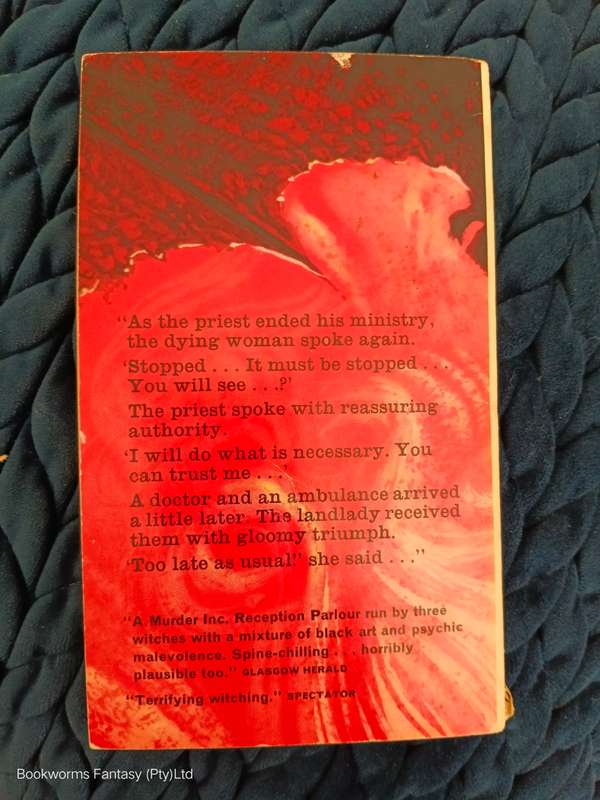 "As the priest ended his ministry,
the dying woman spoke again.
'Stopped . . . It must be stopped . . .
You will see . . .?'
The priest spoke with reassuring
authority.
'I will do what is necessary. You
can trust me . . .'
A doctor and an ambulance arrived
a little later. The landlady received
them with gloomy triumph.
'Too late as usual!' she said . . ."
"A Murder Inc. Reception Parlour run by three
witches with a mixture of black art and psychic
malevolence. Spine-chilling . . . horribly
plausible too." GLASGOW HERALD
"Terrifying witching." SPECTATOR
Bookworms Fantasy (Pty)Ltd